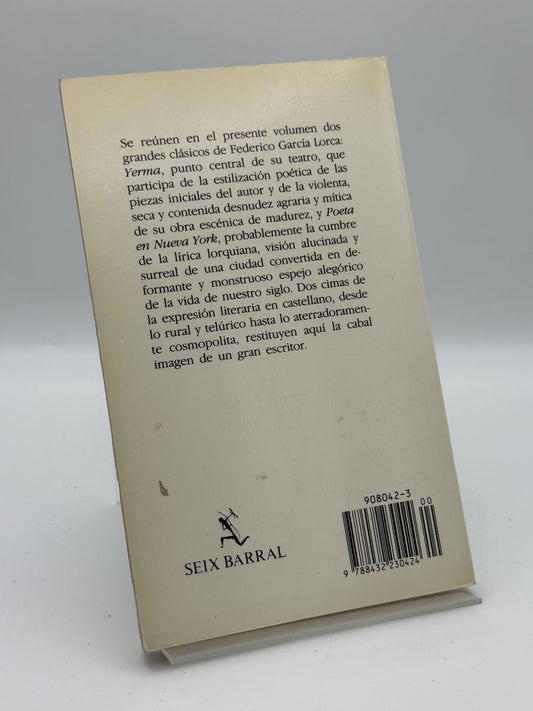 Se reúnen en el presente volumen dos
grandes clásicos de Federico García Lorca:
Yerma, punto central de su teatro, que
participa de la estilización poética de las
piezas iniciales del autor y de la violenta,
seca y contenida desnudez agraria y mítica
de su obra escénica de madurez, y Poeta
en Nueva York, probablemente la cumbre
de la lírica lorquiana, visión alucinada y
surreal de una ciudad convertida en de-
formante y monstruoso espejo alegórico
de la vida de nuestro siglo. Dos cimas de
la expresión literaria en castellano, desde
lo rural y telúrico hasta lo aterradoramen-
te cosmopolita, restituyen aquí la cabal
imagen de un gran escritor.
SEIX BARRAL
908042-3
00
9 788432 230424